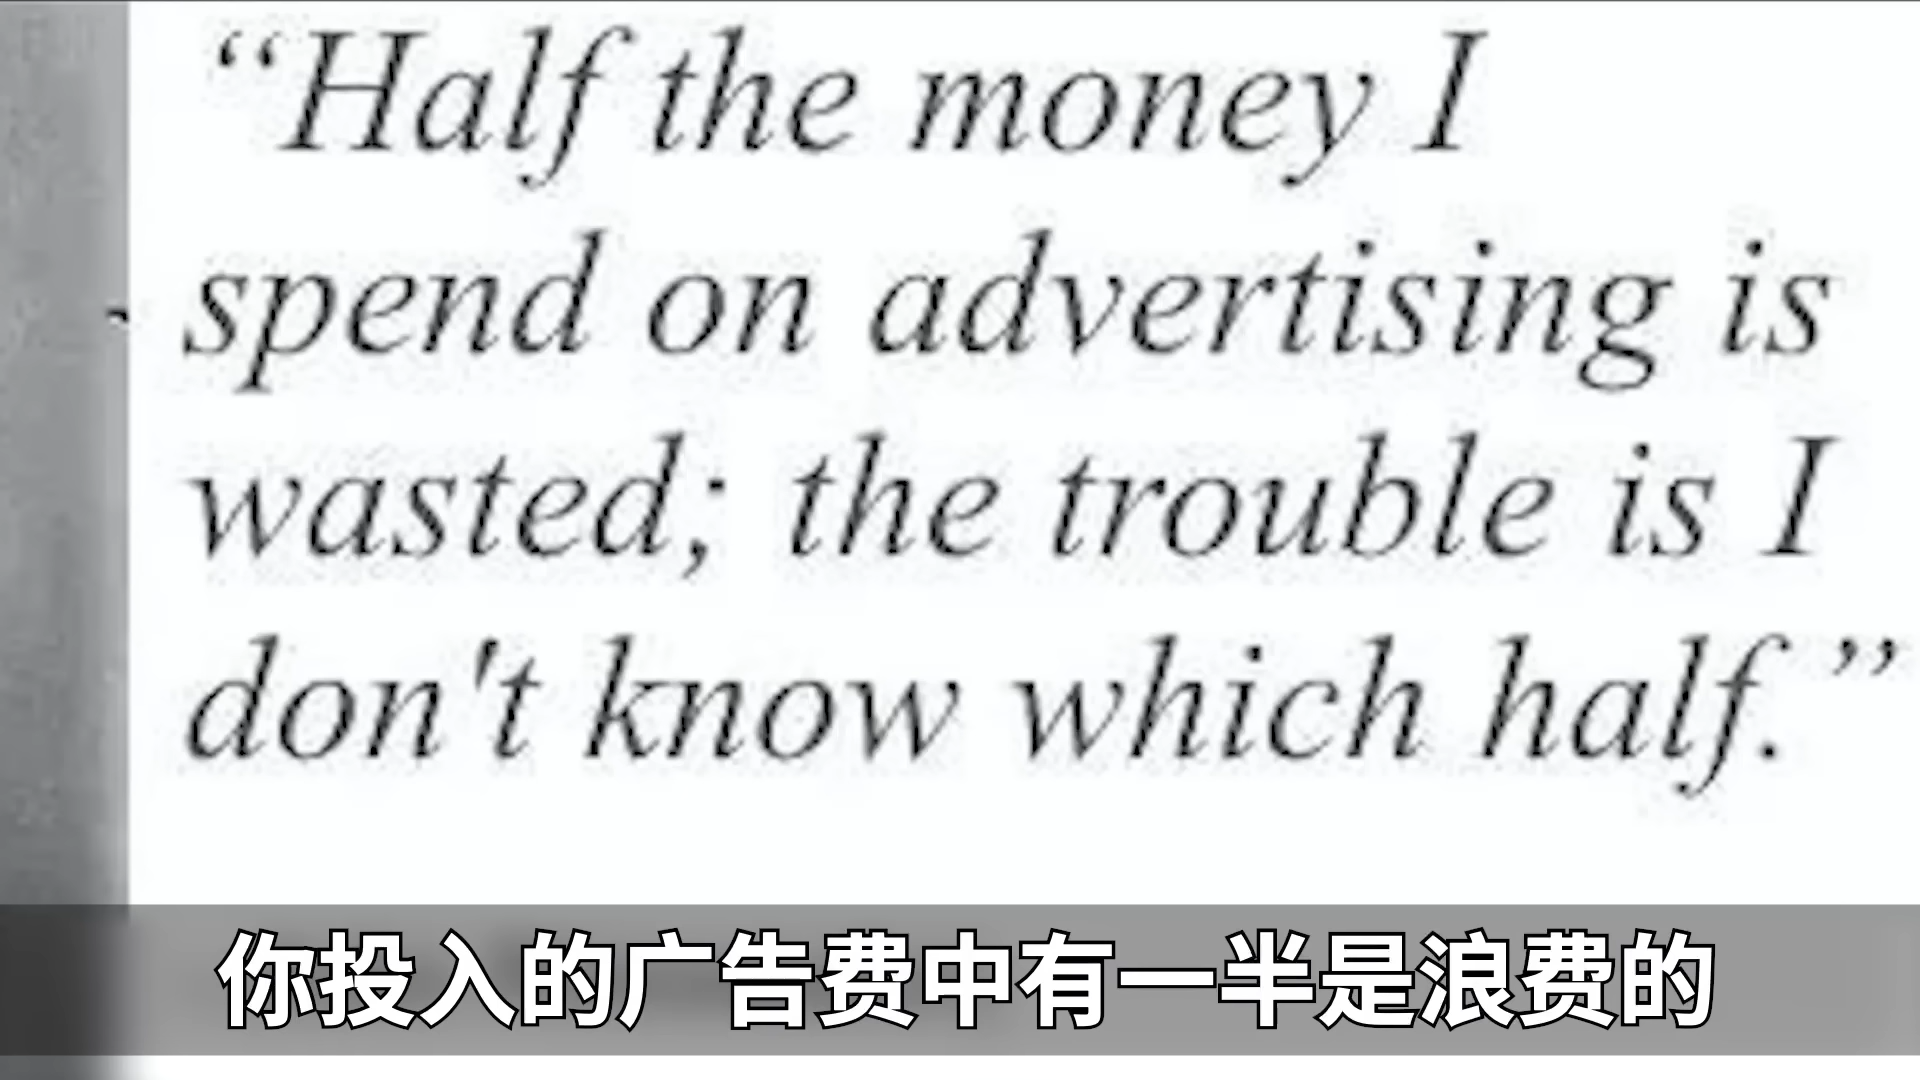 “Half the money I
spend on advertising is
wasted; the trouble is I
don't know which half.”
你投入的广告费中有一半是浪费的